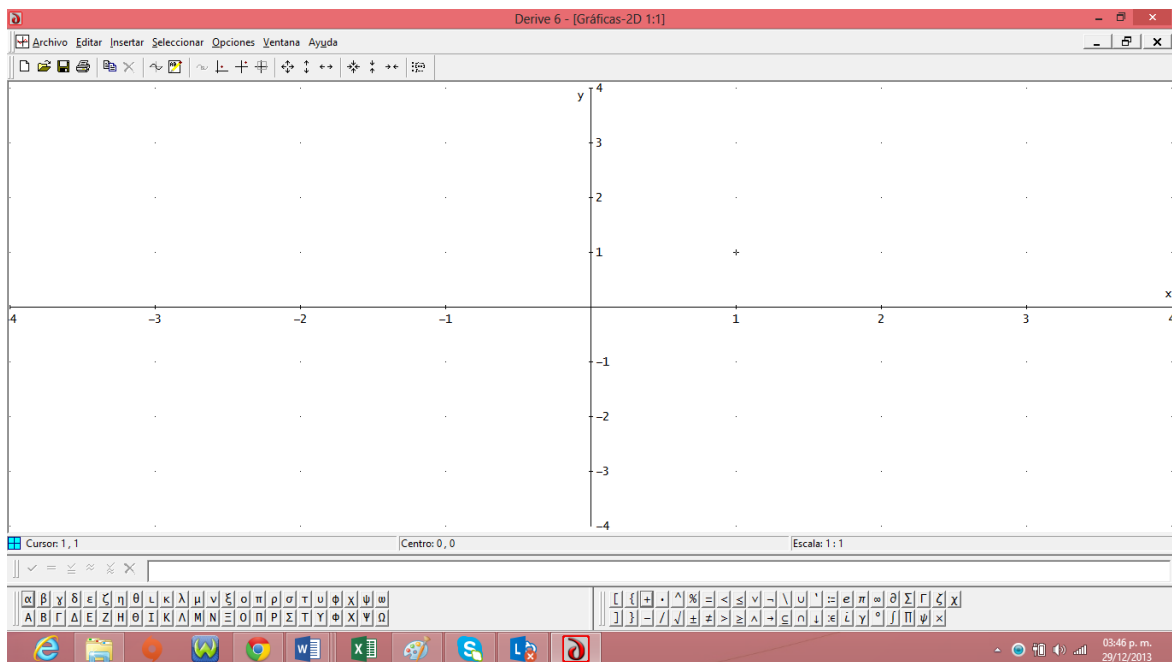 Derive 6 - [Gráficas-2D 1:1]
Archivo Editar Insertar Seleccionar Opciones Ventana Ayuda
y 4
3
2
1
x
-4 -3 -2 -1 1 2 3 4
-1
-2
-3
-4
Cursor: 1 , 1 Centro: 0 , 0 Escala: 1 : 1
✓ = ≚ ≈ ✕
α β γ δ ε ζ η θ ι κ λ μ ν ξ ο π ρ σ τ υ φ χ ψ ω [ { + · ^ % = < ≤ ∨ ¬ \ ∪ ' := e π ∞ ∂ Σ Γ ζ χ
Α Β Γ Δ Ε Ζ Η Θ Ι Κ Λ Μ Ν Ξ Ο Π Ρ Σ Τ Υ Φ Χ Ψ Ω ] } − / √ ± ≠ > ≥ ∧ → ⊆ ∩ ↓ i γ ° ∫ Π ψ ×
03:46 p. m.
29/12/2013